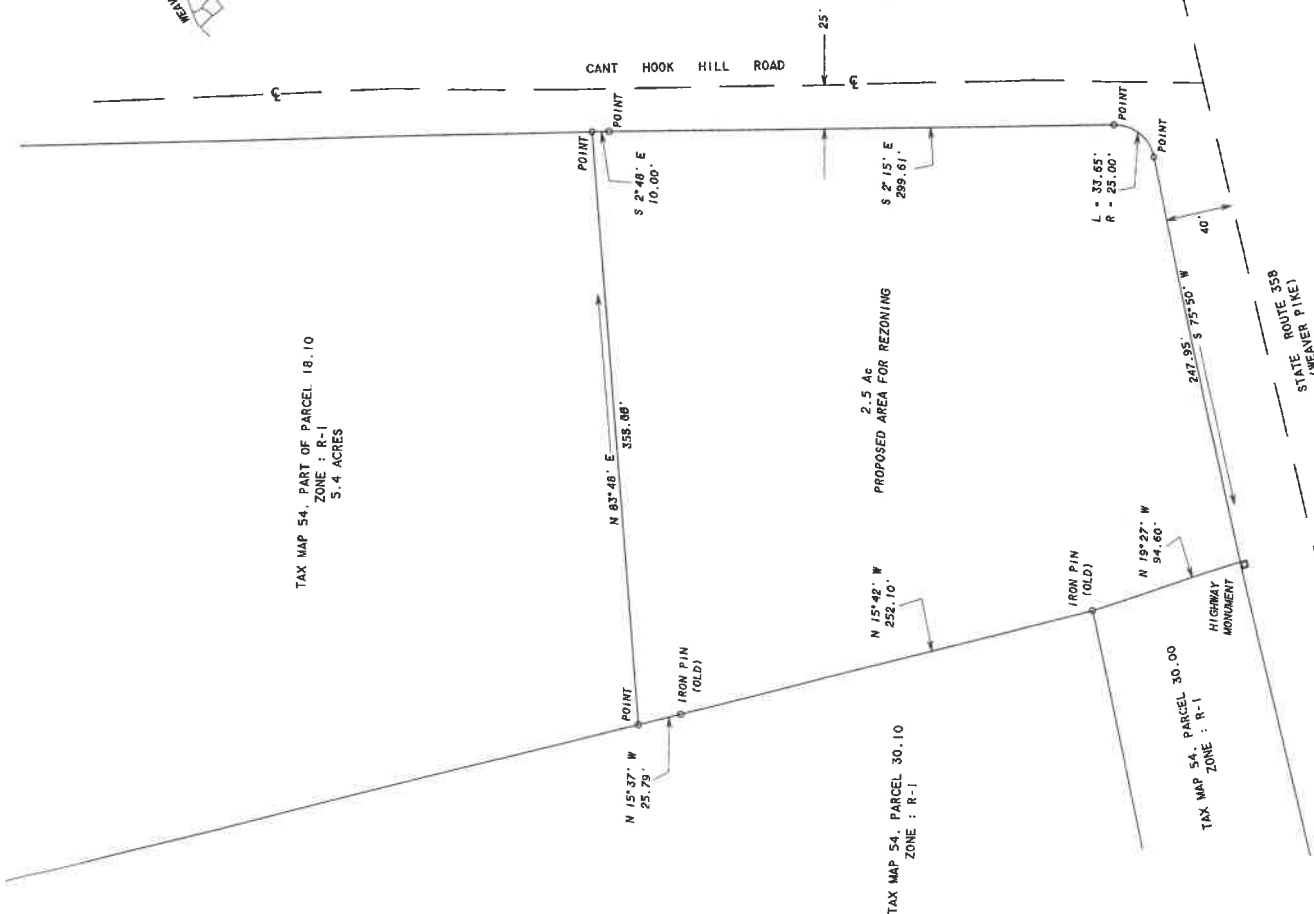 WEAV
CANT HOOK HILL ROAD
℄
25'
℄
POINT
POINT
S 2°48' E
10.00'
S 2°15' E
299.61'
POINT
L = 33.65'
R = 25.00'
POINT
TAX MAP 54, PART OF PARCEL 18.10
ZONE : R-1
5.4 ACRES
N 83°48' E
2.5 Ac
PROPOSED AREA FOR REZONING
40'
247.95' S 75°50' W
STATE ROUTE 358
(WEAVER PIKE)
POINT
IRON PIN
(OLD)
N 15°37' W
25.79'
N 15°42' W
252.10'
IRON PIN
(OLD)
N 19°27' W
94.60'
HIGHWAY
MONUMENT
TAX MAP 54, PARCEL 30.10
ZONE : R-1
TAX MAP 54, PARCEL 30.00
ZONE : R-1